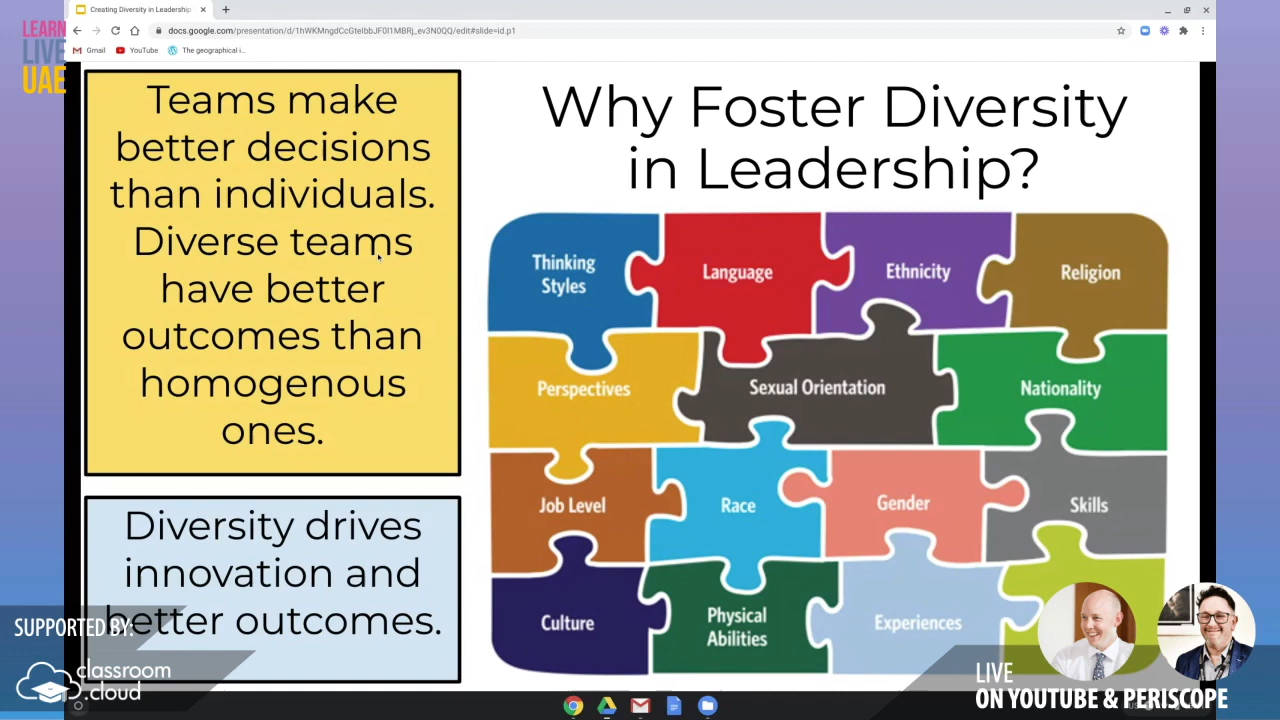 Creating Diversity in Leadership
docs.google.com/presentation/d/1hWKMngdCcGtelbbJF0l1MBRj_ev3N0QQ/edit#slide=id.p1
Gmail
YouTube
The geographical i...
LEARN
LIVE
UAE
Teams make
better decisions
than individuals.
Diverse teams
have better
outcomes than
homogenous
ones.
Diversity drives
innovation and
better outcomes.
Why Foster Diversity
in Leadership?
Thinking
Styles
Language
Ethnicity
Religion
Perspectives
Sexual Orientation
Nationality
Job Level
Race
Gender
Skills
Culture
Physical
Abilities
Experiences
SUPPORTED BY:
classroom
.cloud
LIVE
ON YOUTUBE & PERISCOPE